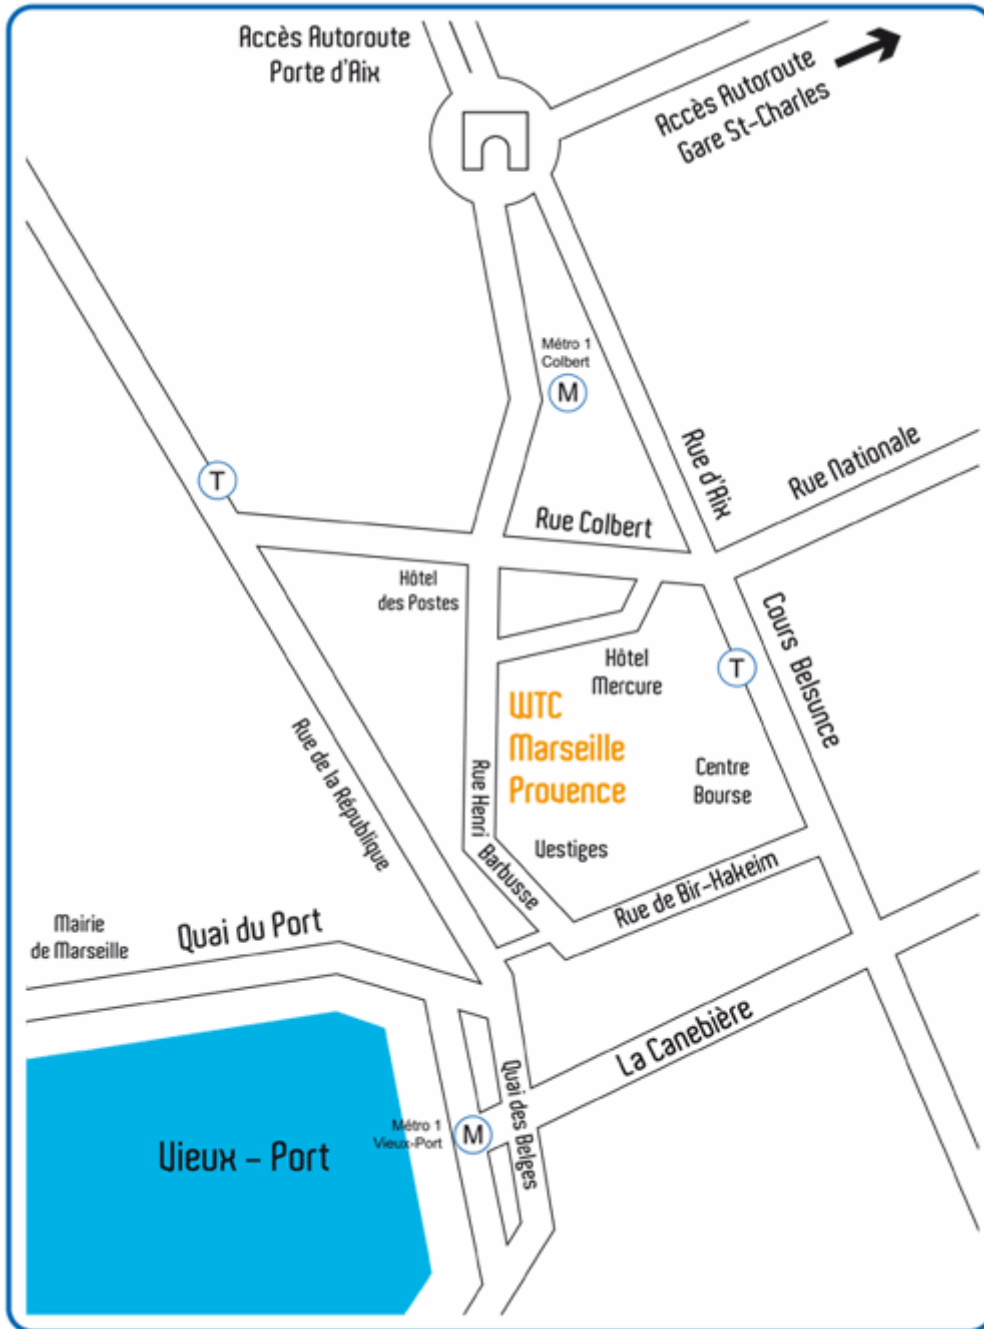 Accès Autoroute
Porte d'Aix
Accès Autoroute
Gare St-Charles
Métro 1
Colbert
M
T
Rue d'Aix
Rue Nationale
Rue Colbert
Hôtel
des Postes
Cours Belsunce
Hôtel
Mercure
T
WTC
Marseille
Provence
Rue de la République
Rue Henri
Barbusse
Centre
Bourse
Vestiges
Rue de Bir-Hakeim
Mairie
de Marseille
Quai du Port
La Canebière
Quai des Belges
Métro 1
Vieux-Port
M
Vieux - Port